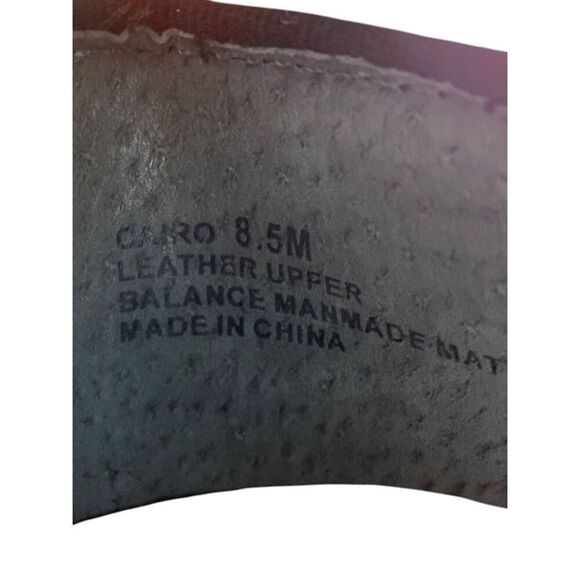 CAIRO 8.5M
LEATHER UPPER
BALANCE MANMADE MAT
MADE IN CHINA